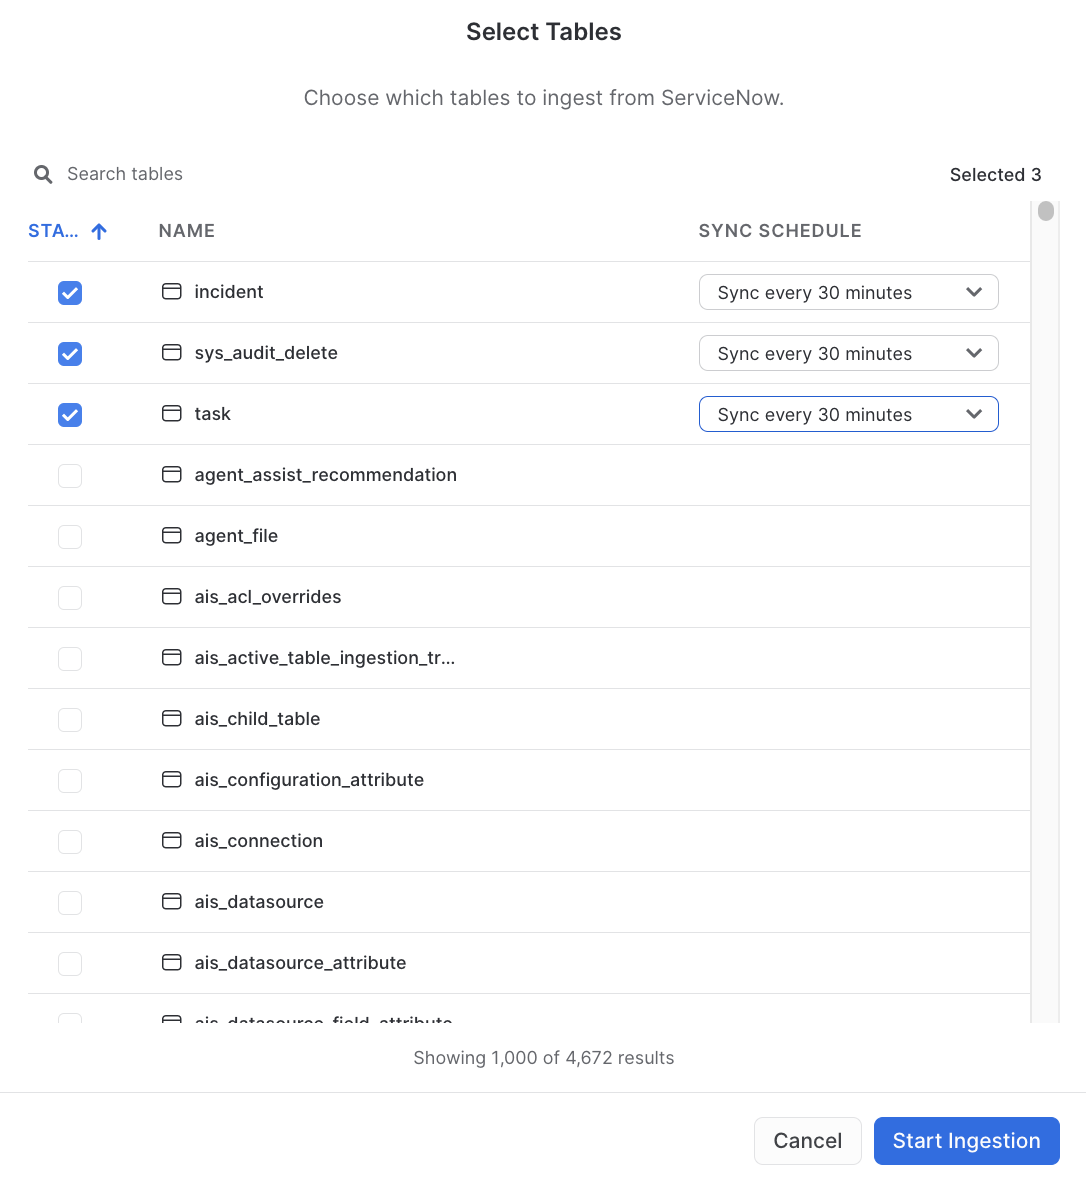 Select Tables
Choose which tables to ingest from ServiceNow.
Search tables
Selected 3
STA... NAME SYNC SCHEDULE
incident Sync every 30 minutes
sys_audit_delete Sync every 30 minutes
task Sync every 30 minutes
agent_assist_recommendation
agent_file
ais_acl_overrides
ais_active_table_ingestion_tr...
ais_child_table
ais_configuration_attribute
ais_connection
ais_datasource
ais_datasource_attribute
ais_datasource_field_attribute
Showing 1,000 of 4,672 results
Cancel Start Ingestion